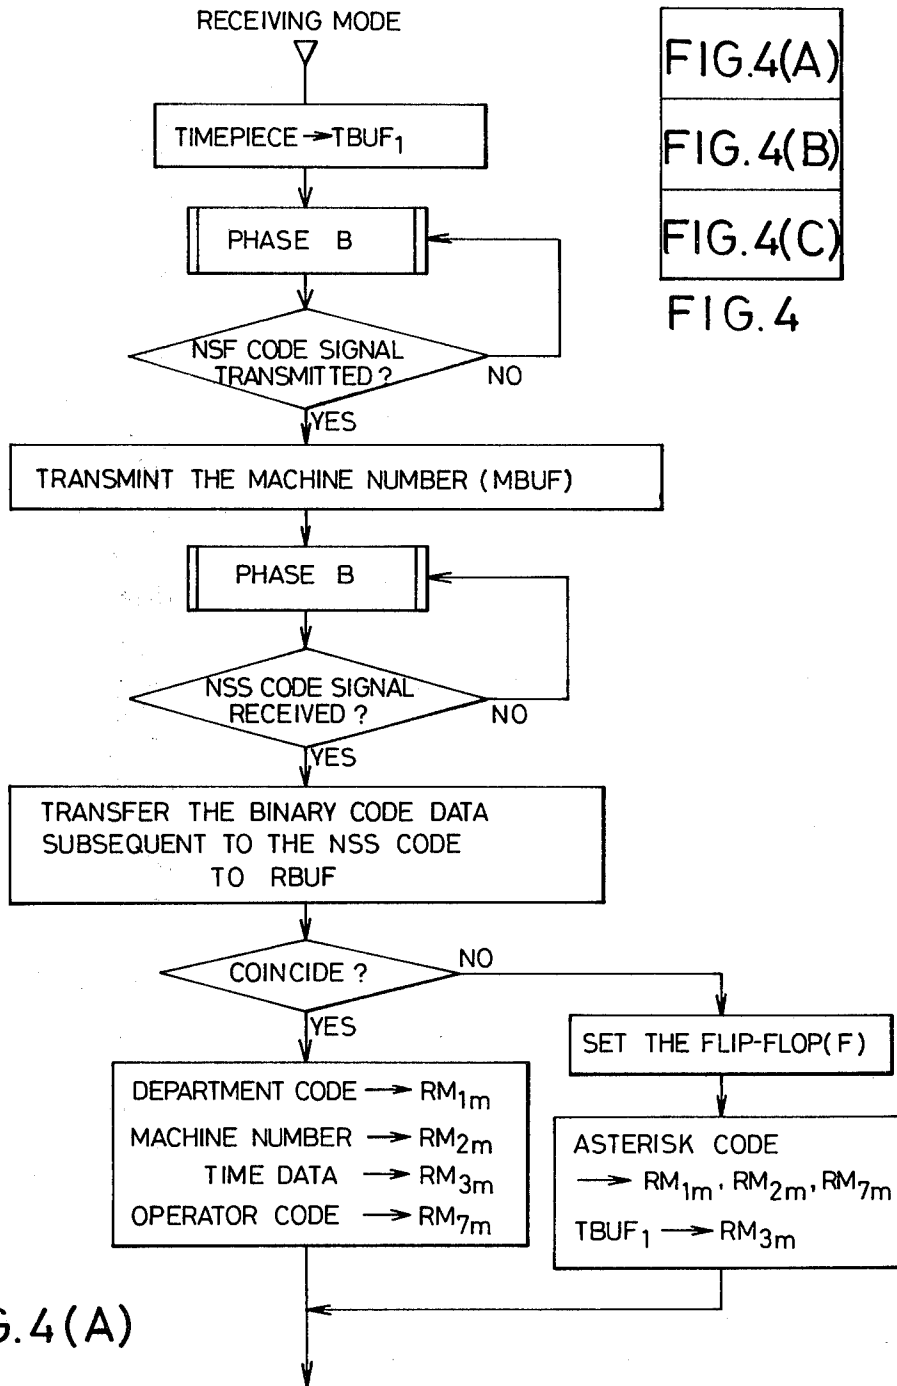 RECEIVING MODE
FIG.4(A)
FIG.4(B)
FIG.4(C)
FIG.4
TIMEPIECE→TBUF1
PHASE B
NSF CODE SIGNAL
TRANSMITTED?
NO
YES
TRANSMINT THE MACHINE NUMBER (MBUF)
PHASE B
NSS CODE SIGNAL
RECEIVED?
NO
YES
TRANSFER THE BINARY CODE DATA
SUBSEQUENT TO THE NSS CODE
TO RBUF
COINCIDE?
NO
YES
SET THE FLIP-FLOP(F)
DEPARTMENT CODE → RM1m
MACHINE NUMBER → RM2m
TIME DATA → RM3m
OPERATOR CODE → RM7m
ASTERISK CODE
→ RM1m, RM2m, RM7m
TBUF1 → RM3m
G.4(A)